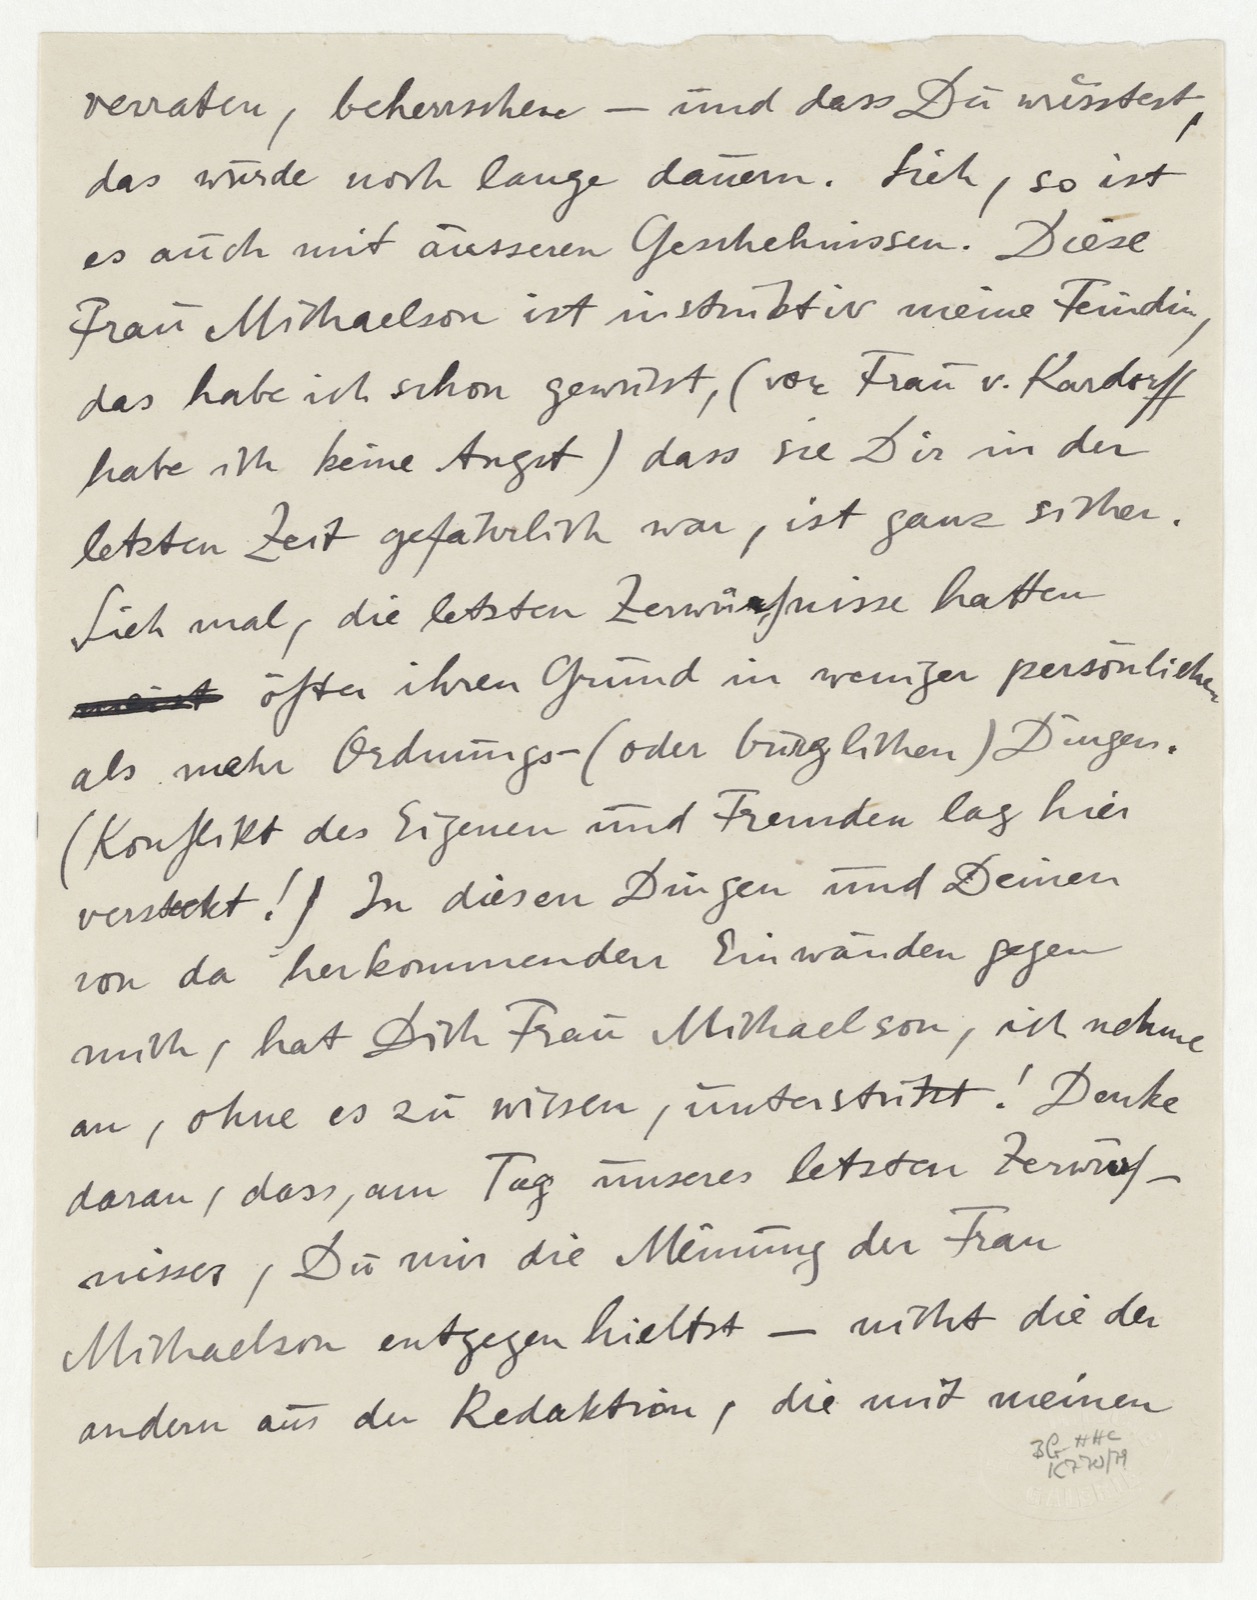 verraten, beherrschen — und dass Du wüsstest,
das würde noch lange dauern. Sieh, so ist
es auch mit äusseren Geschehnissen. Diese
Frau Michaelson ist instinktiv meine Feindin,
das habe ich schon gewusst, (vor Frau v. Kardorff
habe ich keine Angst) dass sie Dir in der
letzten Zeit gefährlich war, ist ganz sicher.
Sieh mal, die letzten Zerwürfnisse hatten
meist öfter ihren Grund in weniger persönlichen
als mehr Ordnungs-(oder bürglichen) Dingen.
(Konflikt des Eigenen und Fremden lag hier
versteckt!) In diesen Dingen und Deinen
von da herkommenden Einwänden gegen
mich, hat Dich Frau Michaelson, ich nehme
an, ohne es zu wissen, unterstützt! Denke
daran, dass, am Tag unseres letzten Zerwürf-
nisses, Du mir die Meinung der Frau
Michaelson entgegen hieltst — nicht die der
andern aus der Redaktion, die mit meinen
BG HHC
K 770/79